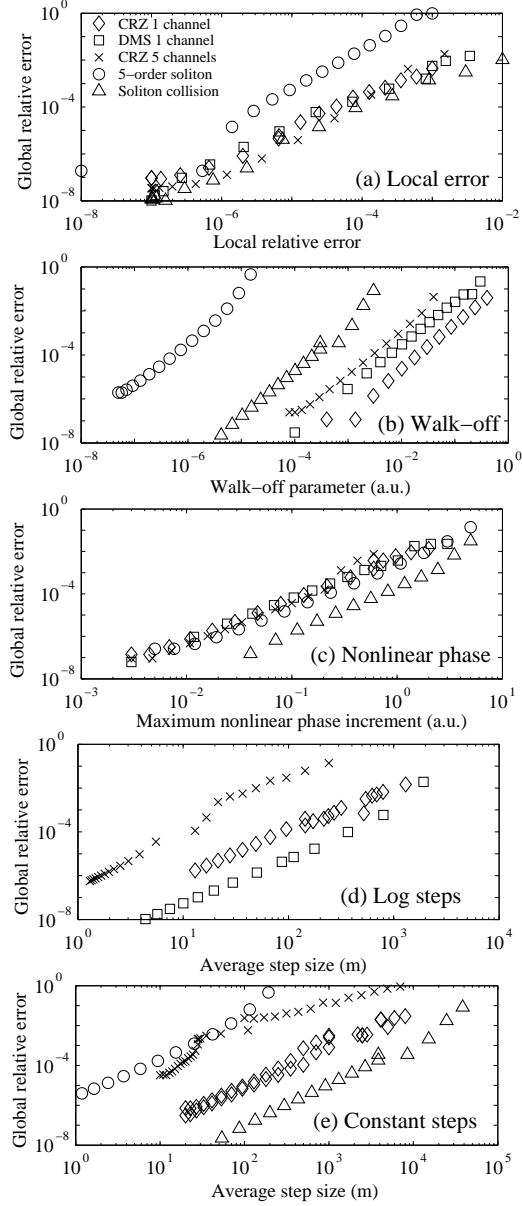 10^0
CRZ 1 channel
DMS 1 channel
CRZ 5 channels
5-order soliton
Soliton collision
10^-4
10^-8
Global relative error
(a) Local error
10^-8 10^-6 10^-4 10^-2
Local relative error
10^0
10^-4
10^-8
Global relative error
(b) Walk-off
10^-8 10^-6 10^-4 10^-2 10^0
Walk-off parameter (a.u.)
10^0
10^-4
10^-8
Global relative error
(c) Nonlinear phase
10^-3 10^-2 10^-1 10^0 10^1
Maximum nonlinear phase increment (a.u.)
10^0
10^-4
10^-8
Global relative error
(d) Log steps
10^0 10^1 10^2 10^3 10^4
Average step size (m)
10^0
10^-4
10^-8
Global relative error
(e) Constant steps
10^0 10^1 10^2 10^3 10^4 10^5
Average step size (m)